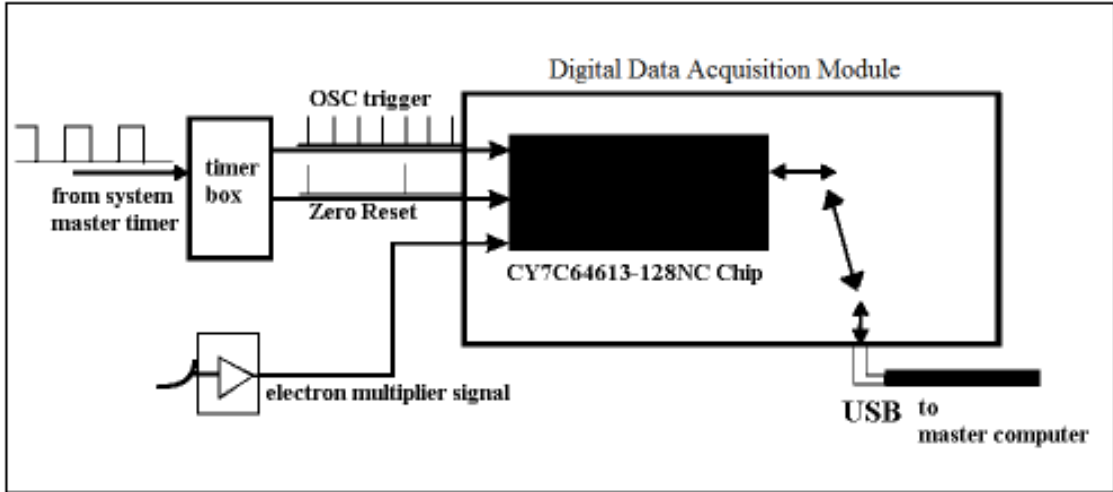 Digital Data Acquisition Module
OSC trigger
timer
box
from system
master timer
Zero Reset
CY7C64613-128NC Chip
electron multiplier signal
USB to
master computer